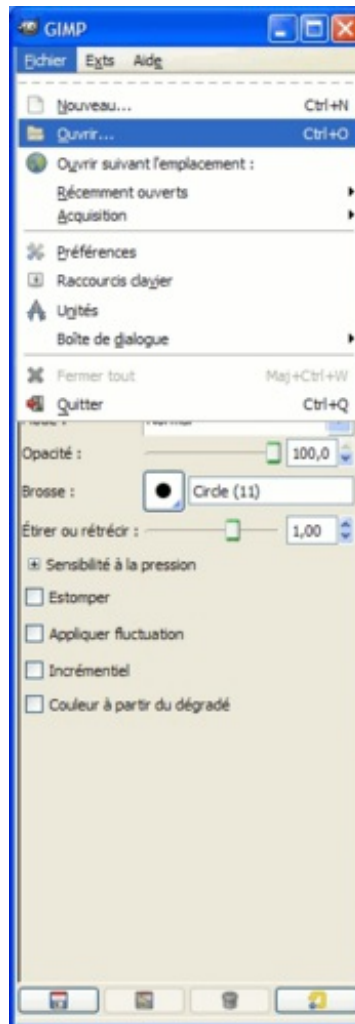 GIMP
Fichier Exts Aide
Nouveau... Ctrl+N
Ouvrir... Ctrl+O
Ouvrir suivant l'emplacement :
Récemment ouverts
Acquisition
Préférences
Raccourcis clavier
Unités
Boîte de dialogue
Fermer tout Maj+Ctrl+W
Quitter Ctrl+Q
Opacité : 100,0
Brosse : Circle (11)
Étirer ou rétrécir : 1,00
Sensibilité à la pression
Estomper
Appliquer fluctuation
Incrémentiel
Couleur à partir du dégradé